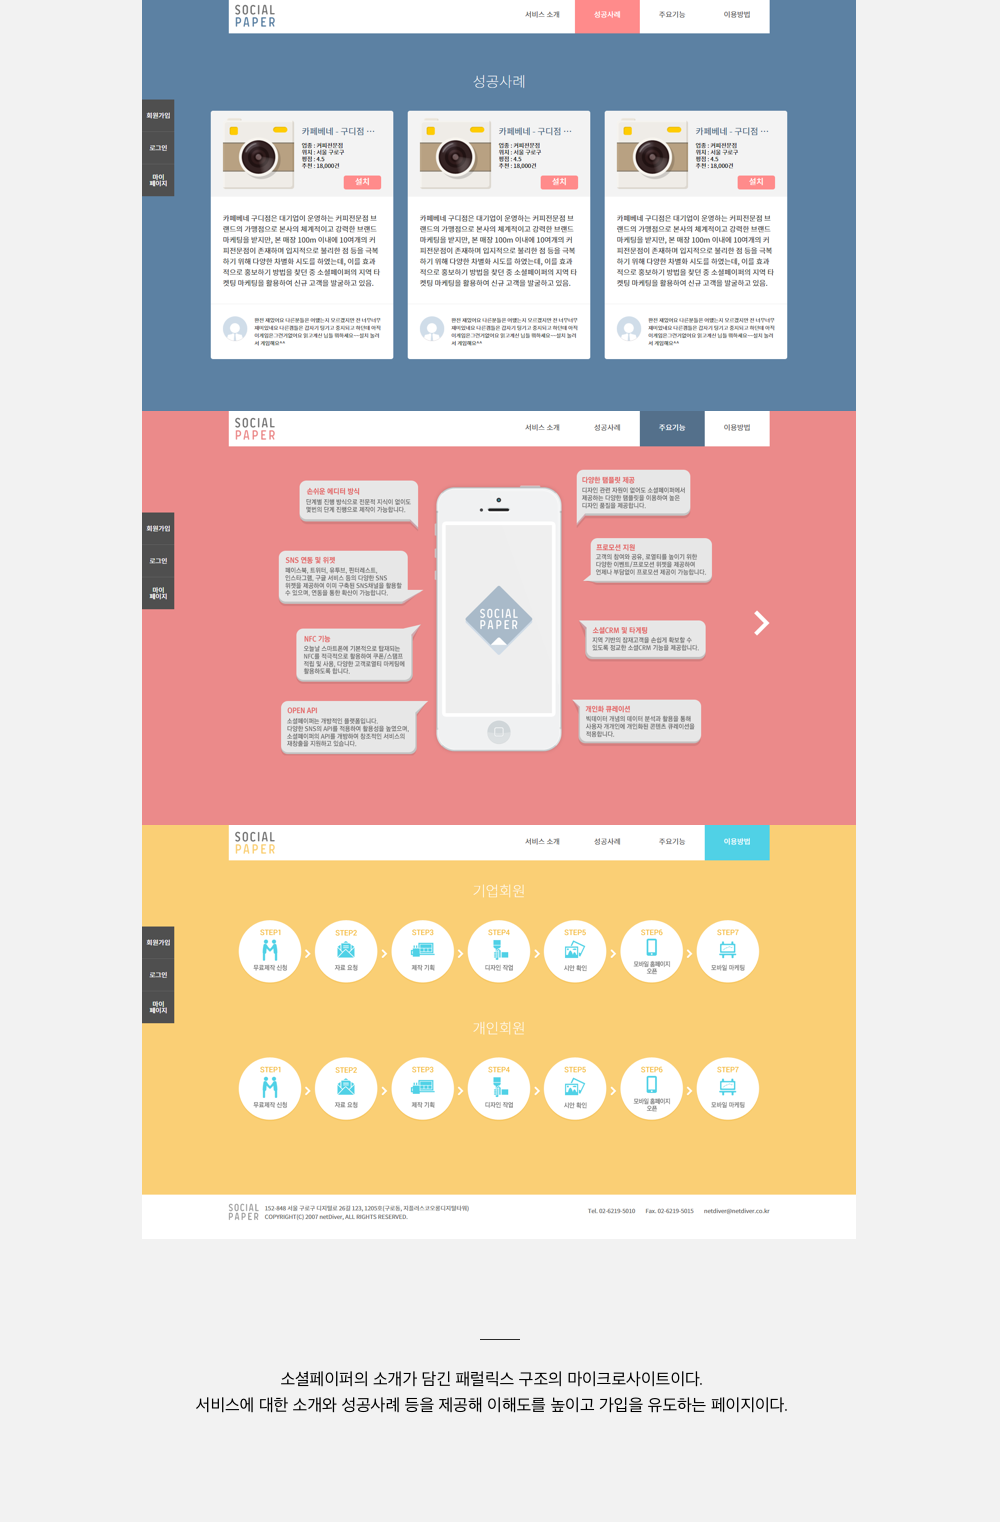 SOCIAL
PAPER
서비스 소개 성공사례 주요기능 이용방법
성공사례
회원가입
로그인
마이
페이지
카페베네 - 구디점 ···
업종 : 커피전문점
위치 : 서울 구로구
평점 : 4.5
추천 : 18,000건
설치
카페베네 구디점은 대기업이 운영하는 커피전문점 브
랜드의 가맹점으로 본사의 체계적이고 강력한 브랜드
마케팅을 받지만, 본 매장 100m 이내에 10여개의 커
피전문점이 존재하며 입지적으로 불리한 점 등을 극복
하기 위해 다양한 차별화 시도를 하였는데, 이를 효과
적으로 홍보하기 방법을 찾던 중 소셜페이퍼의 지역 타
켓팅 마케팅을 활용하여 신규 고객을 발굴하고 있음.
카페베네 - 구디점 ···
업종 : 커피전문점
위치 : 서울 구로구
평점 : 4.5
추천 : 18,000건
설치
카페베네 구디점은 대기업이 운영하는 커피전문점 브
랜드의 가맹점으로 본사의 체계적이고 강력한 브랜드
마케팅을 받지만, 본 매장 100m 이내에 10여개의 커
피전문점이 존재하며 입지적으로 불리한 점 등을 극복
하기 위해 다양한 차별화 시도를 하였는데, 이를 효과
적으로 홍보하기 방법을 찾던 중 소셜페이퍼의 지역 타
켓팅 마케팅을 활용하여 신규 고객을 발굴하고 있음.
카페베네 - 구디점 ···
업종 : 커피전문점
위치 : 서울 구로구
평점 : 4.5
추천 : 18,000건
설치
카페베네 구디점은 대기업이 운영하는 커피전문점 브
랜드의 가맹점으로 본사의 체계적이고 강력한 브랜드
마케팅을 받지만, 본 매장 100m 이내에 10여개의 커
피전문점이 존재하며 입지적으로 불리한 점 등을 극복
하기 위해 다양한 차별화 시도를 하였는데, 이를 효과
적으로 홍보하기 방법을 찾던 중 소셜페이퍼의 지역 타
켓팅 마케팅을 활용하여 신규 고객을 발굴하고 있음.
SOCIAL
PAPER
서비스 소개 성공사례 주요기능 이용방법
회원가입
로그인
마이
페이지
손쉬운 에디터 방식
단계별 진행 방식으로 전문적 지식이 없이도
몇번의 단계 진행으로 제작이 가능합니다.
SNS 연동 및 위젯
페이스북, 트위터, 유투브, 핀터레스트,
인스타그램, 구글 서비스 등의 다양한 SNS
위젯을 제공하여 이미 구축된 SNS채널을 활용할
수 있으며, 연동을 통한 확산이 가능합니다.
NFC 기능
오늘날 스마트폰에 기본적으로 탑재되는
NFC를 적극적으로 활용하여 쿠폰/스탬프
적립 및 사용, 다양한 고객로열티 마케팅에
활용하도록 합니다.
OPEN API
소셜페이퍼는 개방적인 플랫폼입니다.
다양한 SNS의 API를 적용하여 활용성을 높였으며,
소셜페이퍼의 API를 개방하여 창조적인 서비스의
재창출을 지원하고 있습니다.
SOCIAL
PAPER
다양한 템플릿 제공
디자인 관련 자원이 없어도 소셜페이퍼에서
제공하는 다양한 템플릿을 이용하여 높은
디자인 품질을 제공합니다.
프로모션 지원
고객의 참여와 공유, 로열티를 높이기 위한
다양한 이벤트/프로모션 위젯을 제공하여
언제나 부담없이 프로모션 제공이 가능합니다.
소셜CRM 및 타게팅
지역 기반의 잠재고객을 손쉽게 확보할 수
있도록 정교한 소셜CRM 기능을 제공합니다.
개인화 큐레이션
빅데이터 개념의 데이터 분석과 활용을 통해
사용자 개개인에 개인화된 콘텐츠 큐레이션을
적용합니다.
SOCIAL
PAPER
서비스 소개 성공사례 주요기능 이용방법
회원가입
로그인
마이
페이지
기업회원
STEP1 STEP2 STEP3 STEP4 STEP5 STEP6 STEP7
무료제작 신청 자료 요청 제작 기획 디자인 작업 시안 확인 모바일 홈페이지 모바일 마케팅
오픈
개인회원
STEP1 STEP2 STEP3 STEP4 STEP5 STEP6 STEP7
무료제작 신청 자료 요청 제작 기획 디자인 작업 시안 확인 모바일 홈페이지 모바일 마케팅
오픈
SOCIAL
PAPER
152-848 서울 구로구 디지털로 26길 123, 1205호(구로동, 지플러스코오롱디지털타워)
COPYRIGHT(C) 2007 netDiver, ALL RIGHTS RESERVED.
Tel. 02-6219-5010 Fax. 02-6219-5015 netdiver@netdiver.co.kr
소셜페이퍼의 소개가 담긴 패럴릭스 구조의 마이크로사이트이다.
서비스에 대한 소개와 성공사례 등을 제공해 이해도를 높이고 가입을 유도하는 페이지이다.